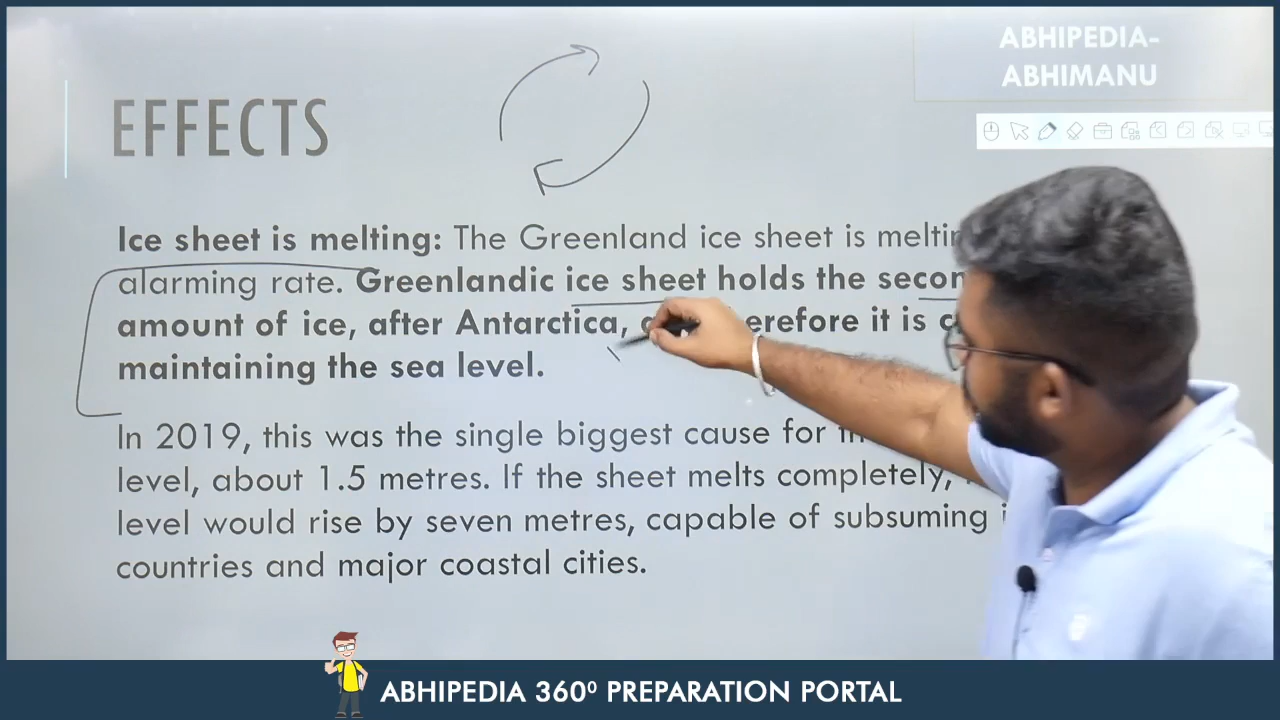 ABHIPEDIA-
ABHIMANU
EFFECTS
Ice sheet is melting: The Greenland ice sheet is
alarming rate. Greenlandic ice sheet holds the
amount of ice, after Antarctica, it is
maintaining the sea level.
In 2019, this was the single biggest cause for
level, about 1.5 metres. If the sheet melts completely,
level would rise by seven metres, capable of subsuming
countries and major coastal cities.
ABHIPEDIA 360⁰ PREPARATION PORTAL